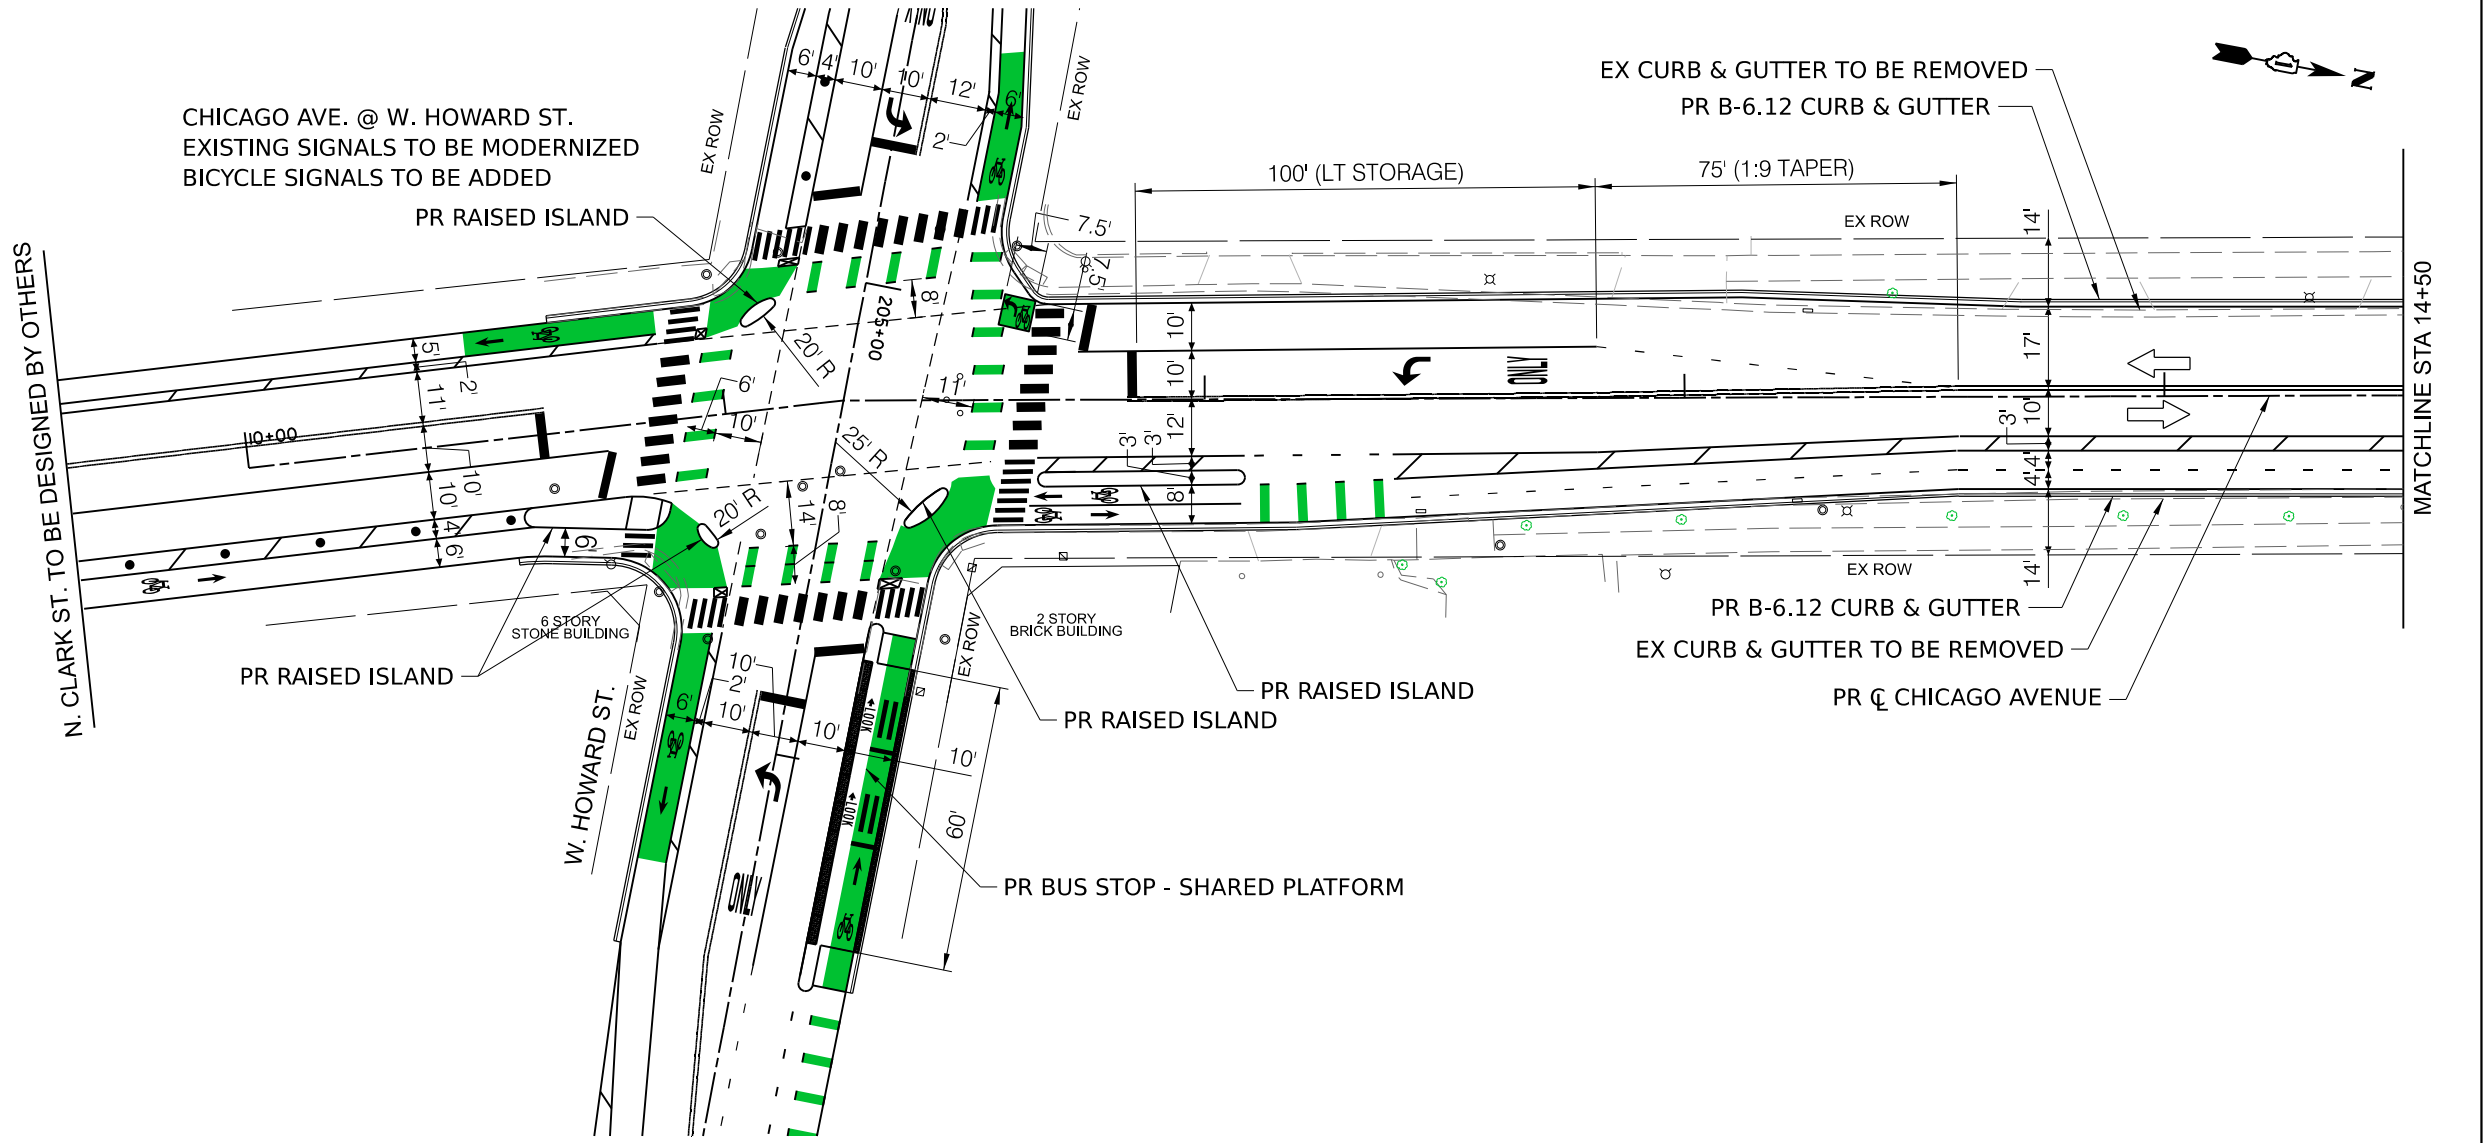 CHICAGO AVE. @ W. HOWARD ST.
EXISTING SIGNALS TO BE MODERNIZED
BICYCLE SIGNALS TO BE ADDED
PR RAISED ISLAND
N. CLARK ST. TO BE DESIGNED BY OTHERS
EX ROW
6'
4'
10'
10'
12'
6'
2'
EX ROW
ONLY
EX CURB & GUTTER TO BE REMOVED
PR B-6.12 CURB & GUTTER
N
100' (LT STORAGE)
75' (1:9 TAPER)
EX ROW
14'
7.5'
7.5'
8'
205+00
20' R
11'
6'
10'
5'
2'
11'
10'
10'
4'
6'
10+00
10'
10'
12'
3'
3'
8'
ONLY
17'
10'
3'
4'
4'
14'
MATCHLINE STA 14+50
25' R
20' R
14'
8'
6'
6 STORY
STONE BUILDING
2 STORY
BRICK BUILDING
EX ROW
EX ROW
EX ROW
PR RAISED ISLAND
PR RAISED ISLAND
PR RAISED ISLAND
PR B-6.12 CURB & GUTTER
EX CURB & GUTTER TO BE REMOVED
PR ℄ CHICAGO AVENUE
W. HOWARD ST.
10'
2'
6'
10'
10'
10'
60'
LOOK
LOOK
ONLY
PR BUS STOP - SHARED PLATFORM